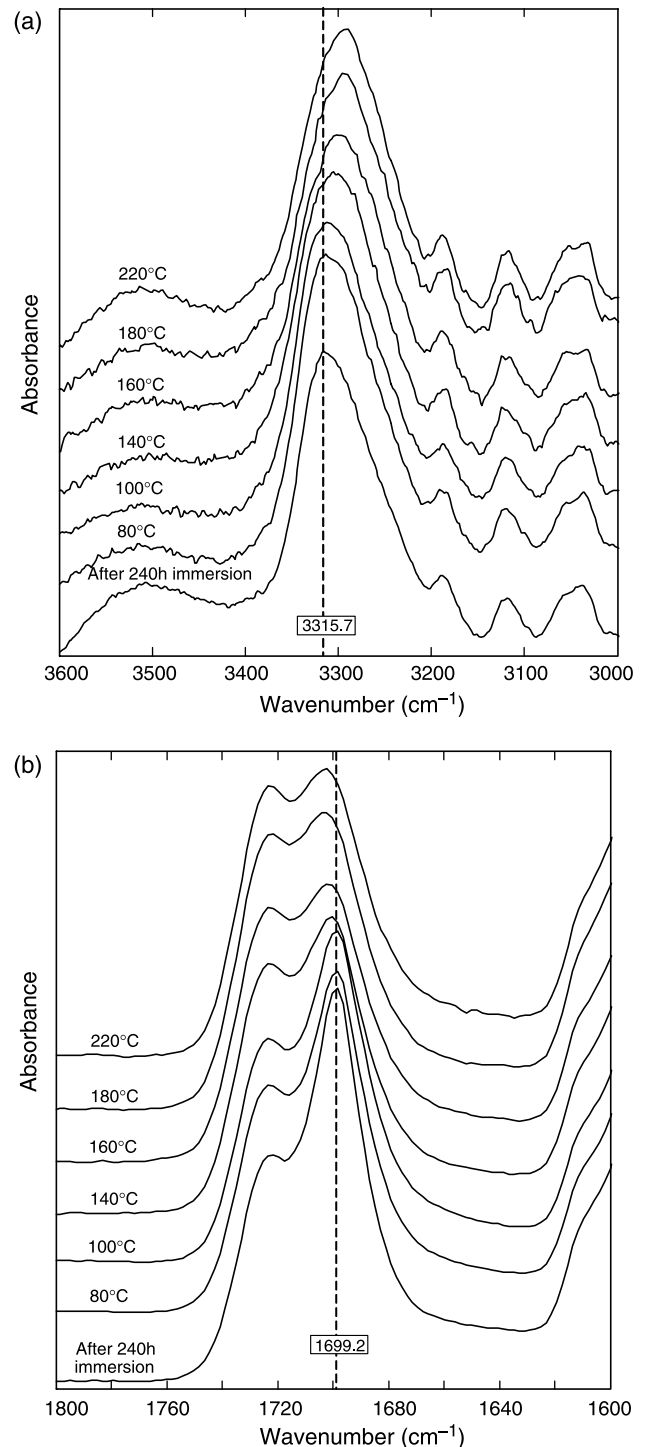 (a)
220°C
180°C
160°C
140°C
100°C
80°C
After 240h immersion
3315.7
Absorbance
3600 3500 3400 3300 3200 3100 3000
Wavenumber (cm⁻¹)
(b)
220°C
180°C
160°C
140°C
100°C
80°C
After 240h
immersion
1699.2
Absorbance
1800 1760 1720 1680 1640 1600
Wavenumber (cm⁻¹)